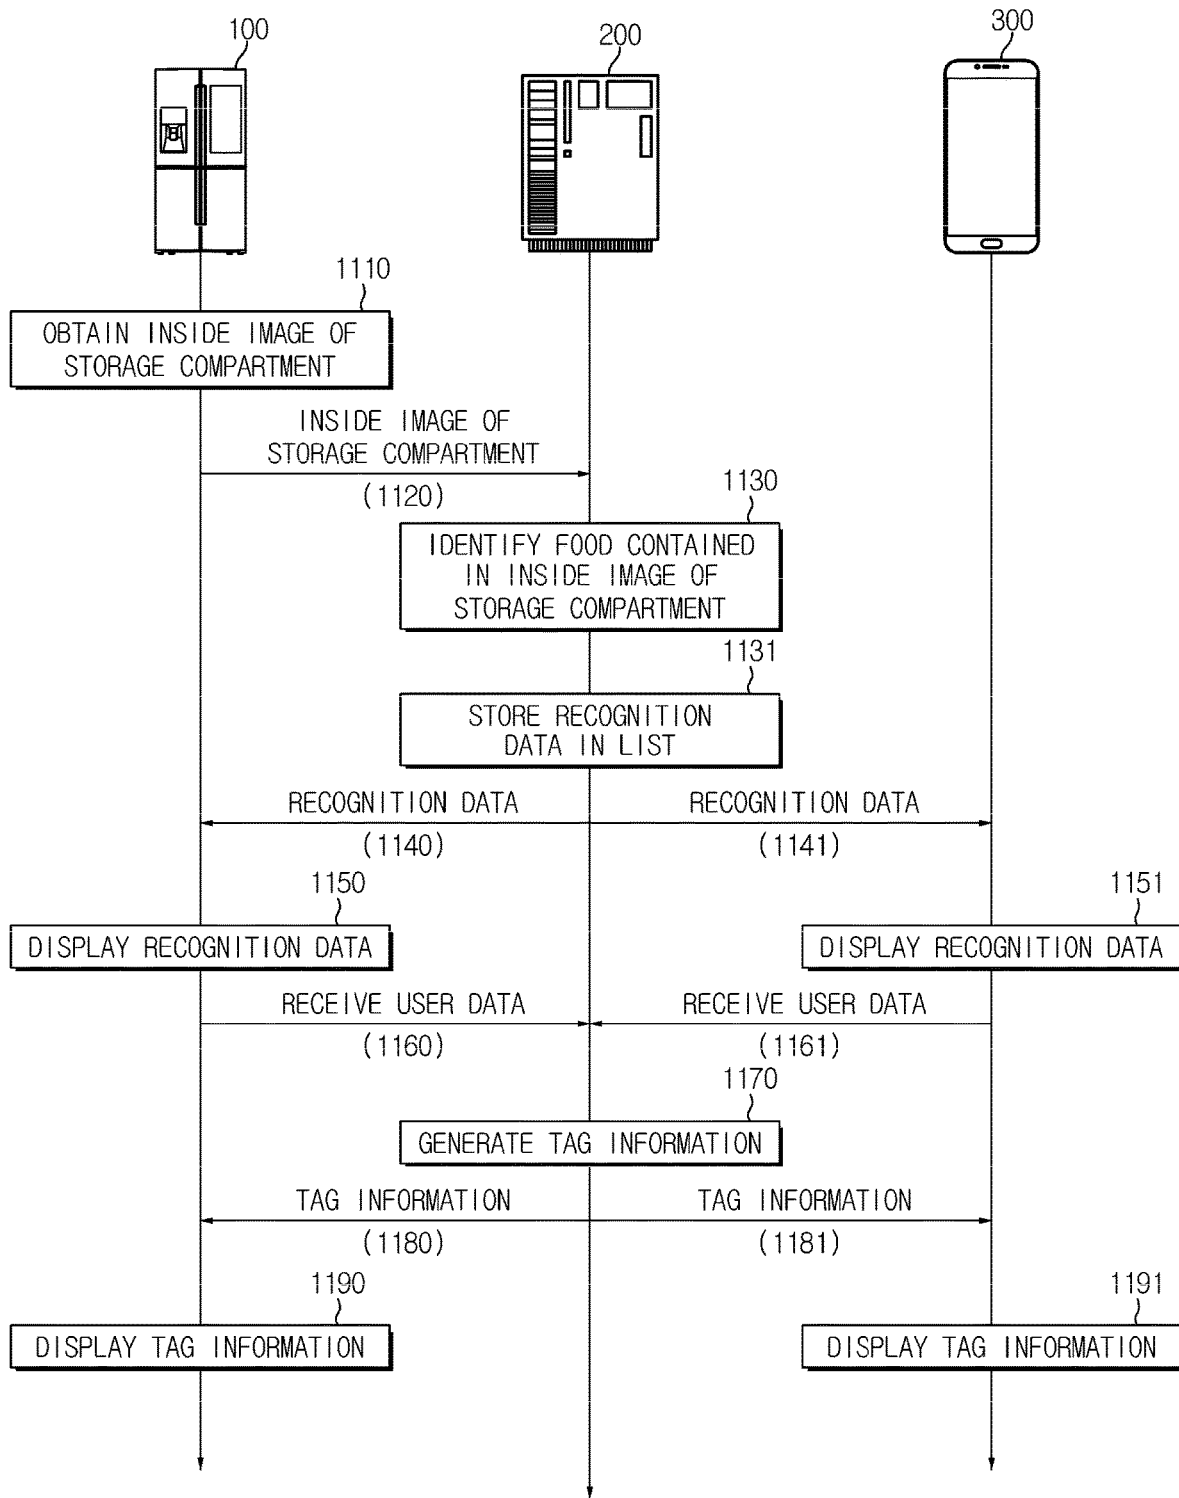 100
200
300
1110
OBTAIN INSIDE IMAGE OF
STORAGE COMPARTMENT
INSIDE IMAGE OF
STORAGE COMPARTMENT
(1120)
1130
IDENTIFY FOOD CONTAINED
IN INSIDE IMAGE OF
STORAGE COMPARTMENT
1131
STORE RECOGNITION
DATA IN LIST
RECOGNITION DATA
RECOGNITION DATA
(1140)
(1141)
1150
1151
DISPLAY RECOGNITION DATA
DISPLAY RECOGNITION DATA
RECEIVE USER DATA
RECEIVE USER DATA
(1160)
(1161)
1170
GENERATE TAG INFORMATION
TAG INFORMATION
TAG INFORMATION
(1180)
(1181)
1190
1191
DISPLAY TAG INFORMATION
DISPLAY TAG INFORMATION